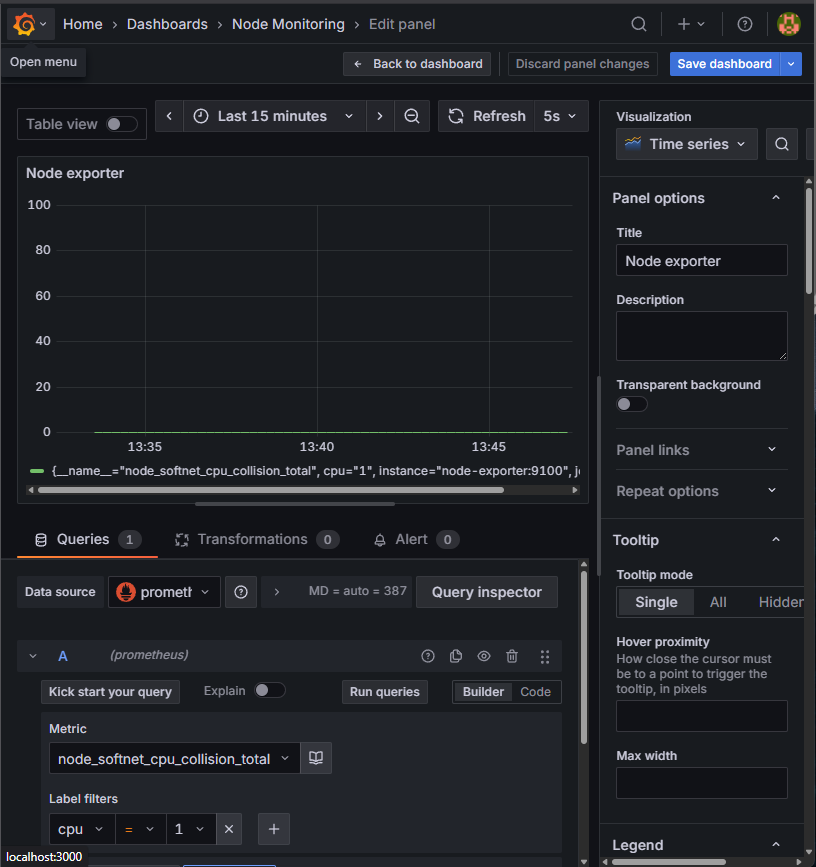 Home › Dashboards › Node Monitoring › Edit panel
Open menu
Back to dashboard
Discard panel changes
Save dashboard
Table view
Last 15 minutes
Refresh
5s
Node exporter
100
80
60
40
20
0
13:35 13:40 13:45
{__name__="node_softnet_cpu_collision_total", cpu="1", instance="node-exporter:9100",
Queries 1
Transformations 0
Alert 0
Data source
prometh
MD = auto = 387
Query inspector
A (prometheus)
Kick start your query
Explain
Run queries
Builder
Code
Metric
node_softnet_cpu_collision_total
Label filters
cpu = 1
localhost:3000
Visualization
Time series
Panel options
Title
Node exporter
Description
Transparent background
Panel links
Repeat options
Tooltip
Tooltip mode
Single All Hidden
Hover proximity
How close the cursor must
be to a point to trigger the
tooltip, in pixels
Max width
Legend